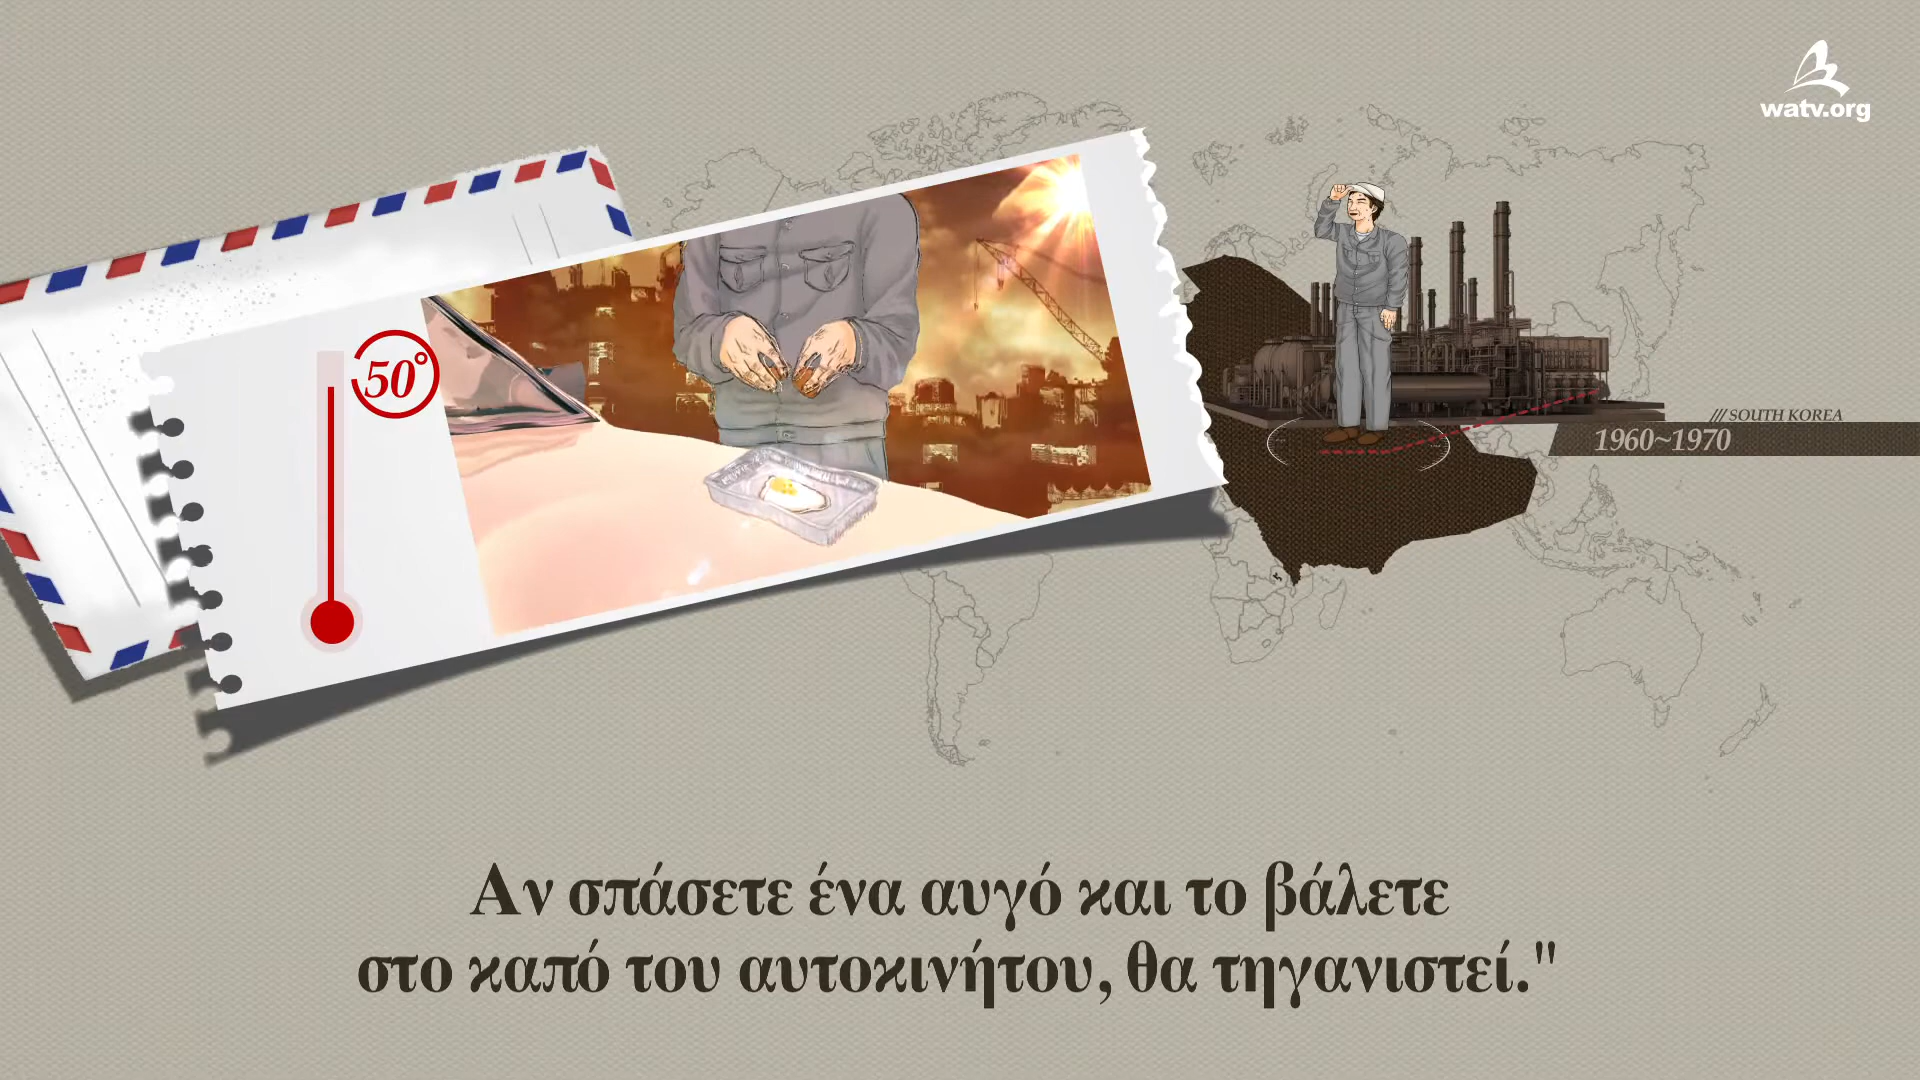 watv.org
50°
/// SOUTH KOREA
1960~1970
Αν σπάσετε ένα αυγό και το βάλετε
στο καπό του αυτοκινήτου, θα τηγανιστεί."